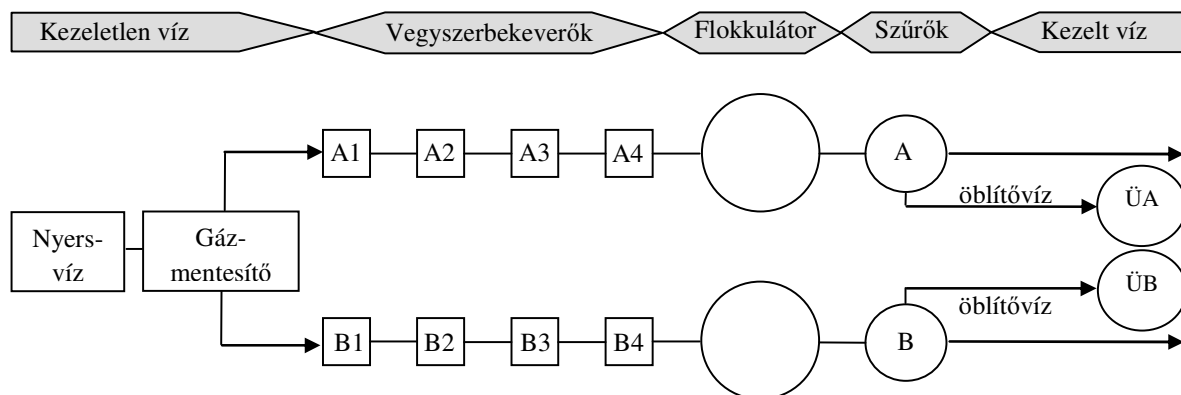 Kezeletlen víz
Vegyszerbekeverők
Flokkulátor
Szűrők
Kezelt víz
A1
A2
A3
A4
A
öblítővíz
ÜA
Nyers-
víz
Gáz-
mentesítő
ÜB
öblítővíz
B1
B2
B3
B4
B